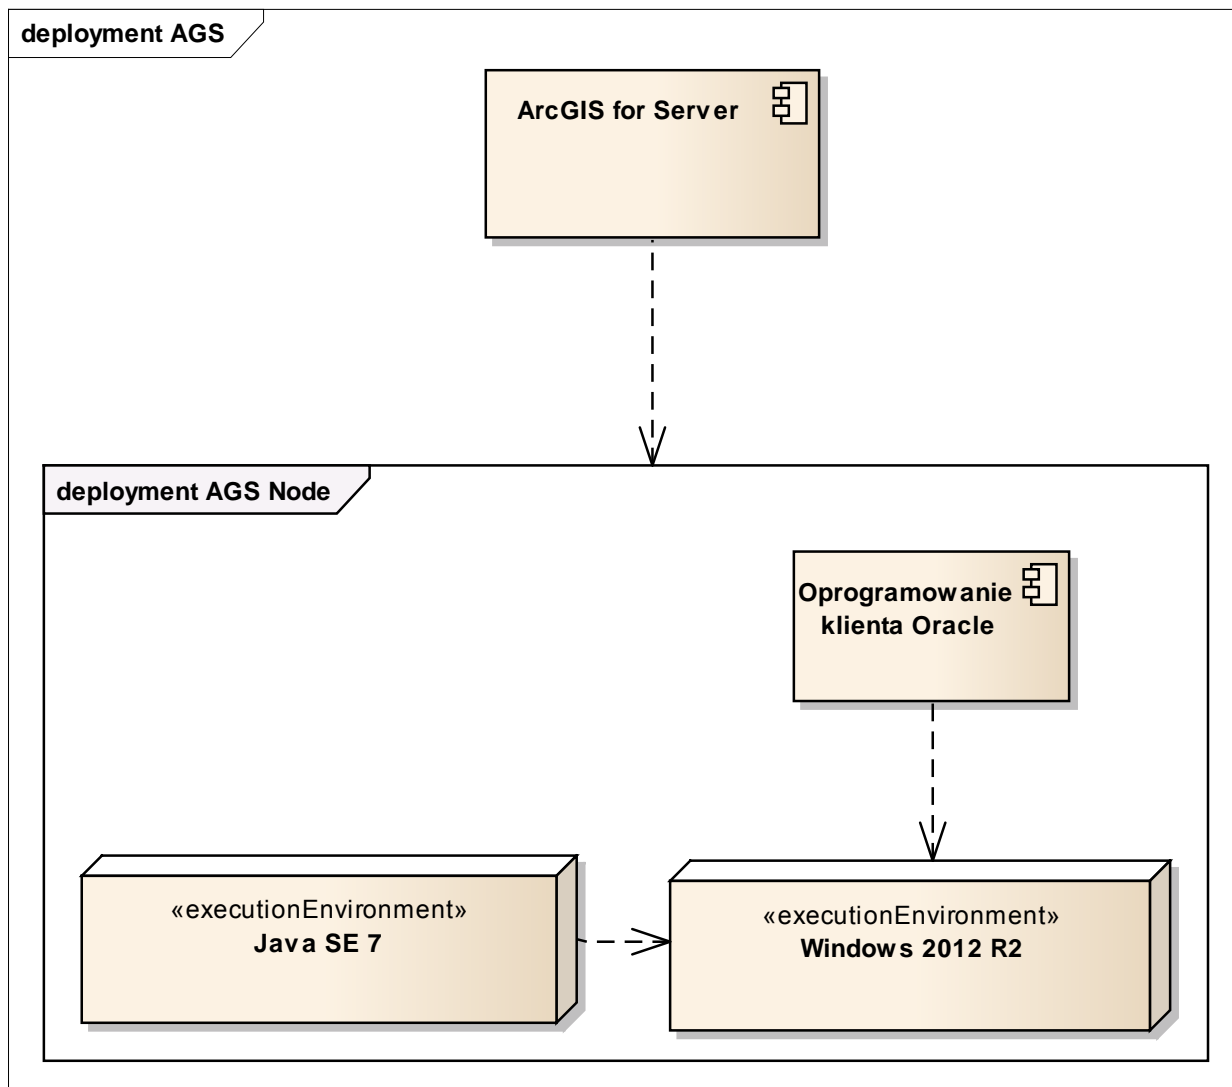 deployment AGS
ArcGIS for Server
deployment AGS Node
Oprogramowanie
klienta Oracle
«executionEnvironment»
Java SE 7
«executionEnvironment»
Windows 2012 R2